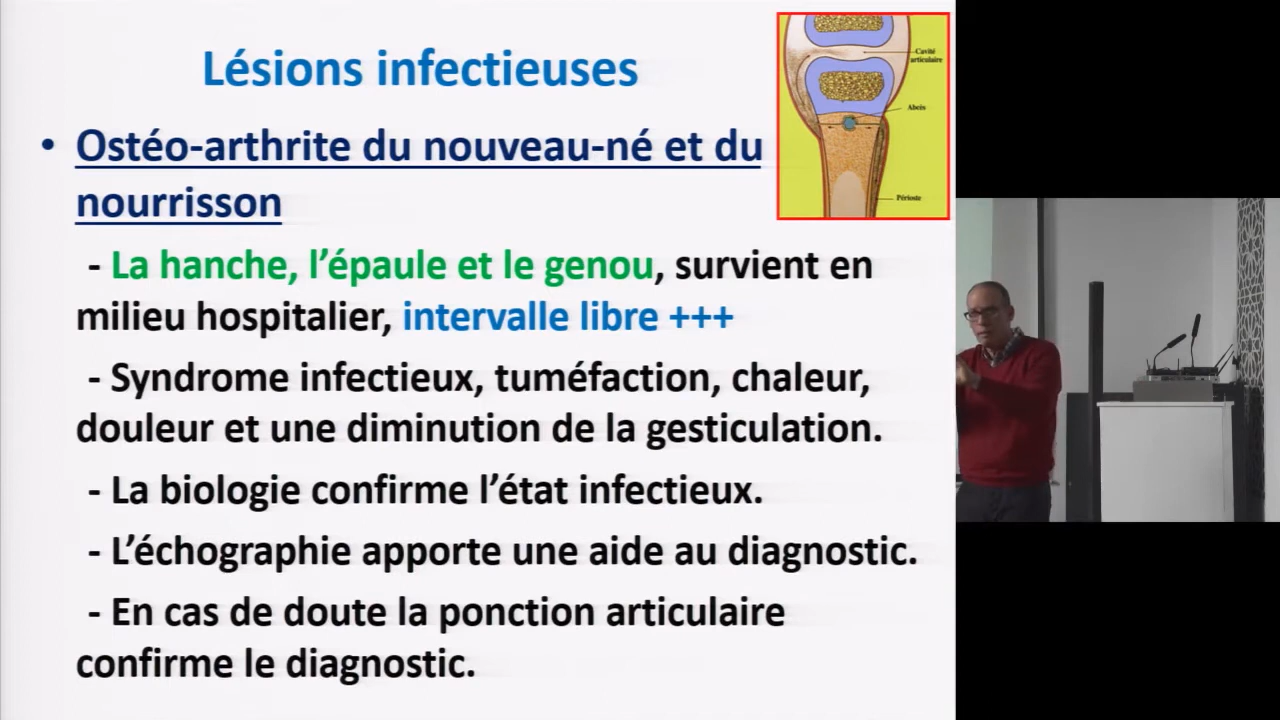 Lésions infectieuses
Cavité
articulaire
Abcès
Périoste
• Ostéo-arthrite du nouveau-né et du
nourrisson
- La hanche, l’épaule et le genou, survient en
milieu hospitalier, intervalle libre +++
- Syndrome infectieux, tuméfaction, chaleur,
douleur et une diminution de la gesticulation.
- La biologie confirme l’état infectieux.
- L’échographie apporte une aide au diagnostic.
- En cas de doute la ponction articulaire
confirme le diagnostic.